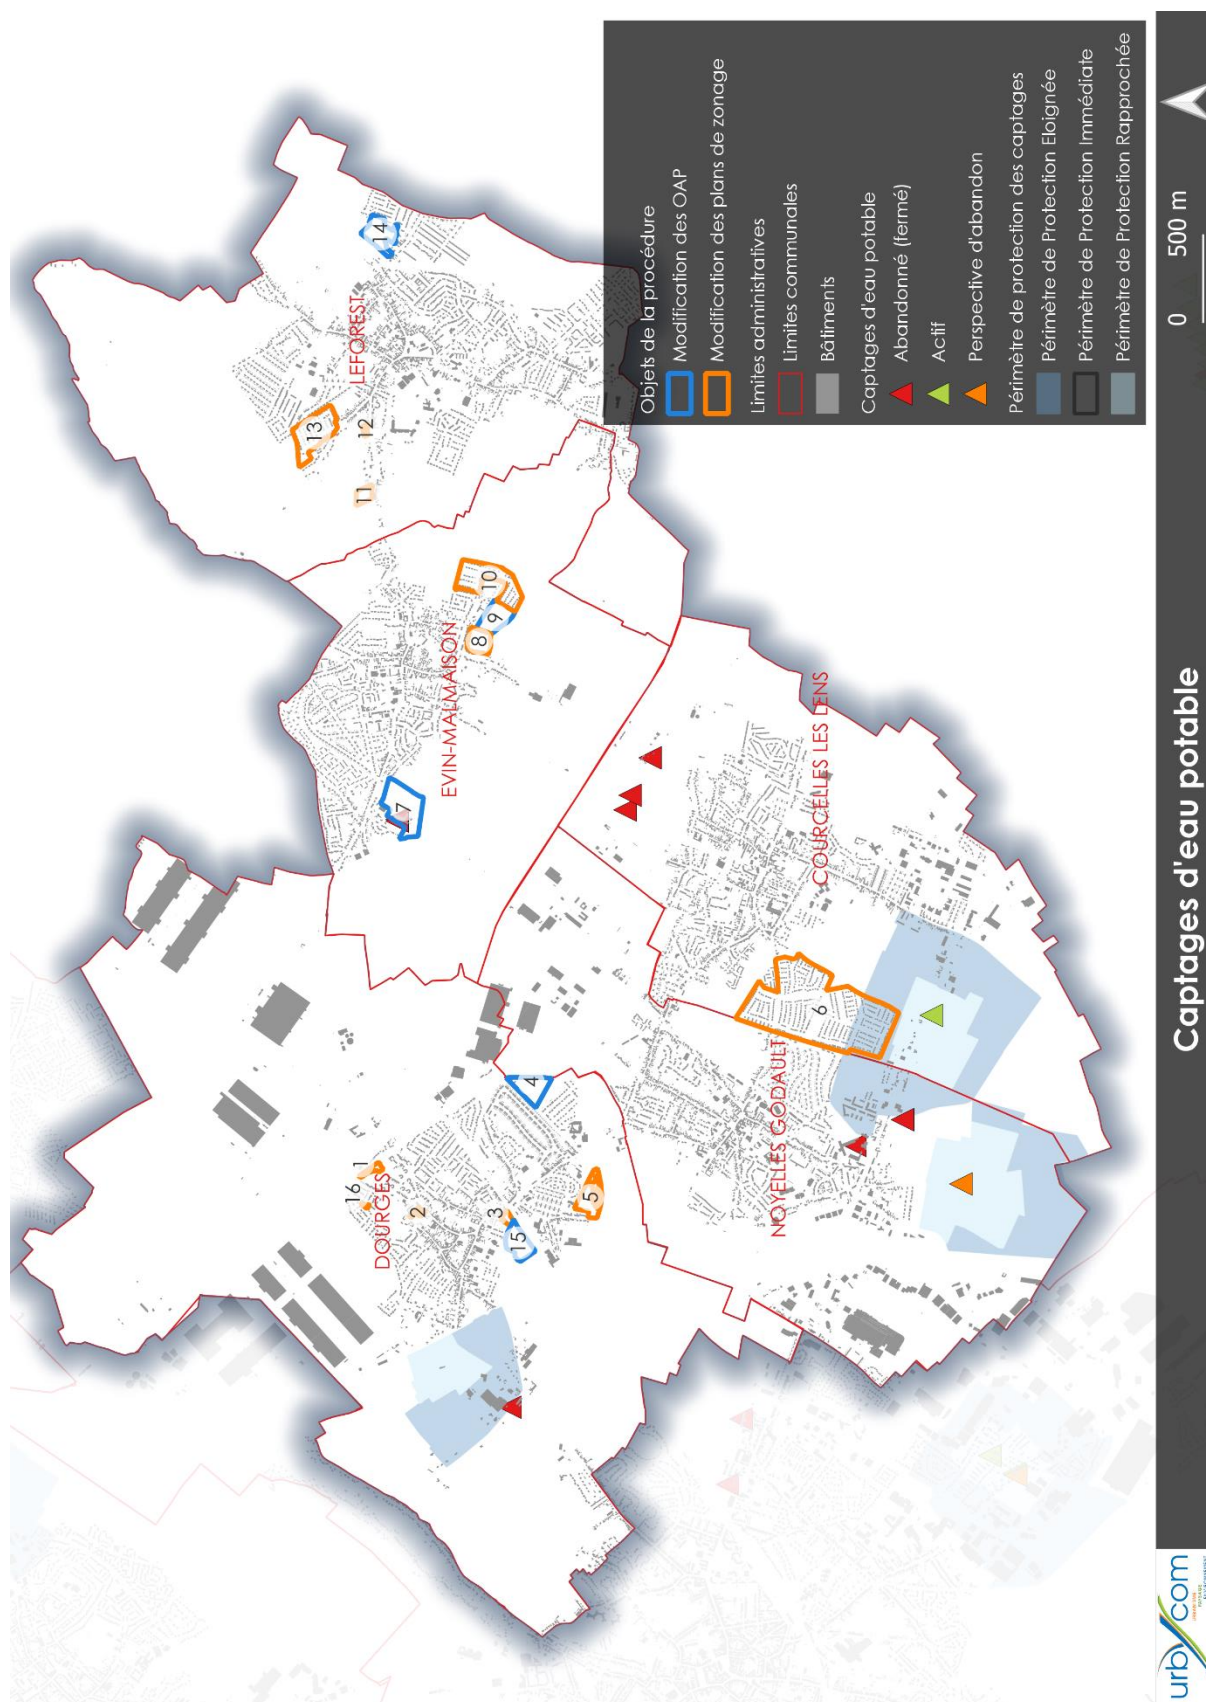 LEFOREST
14
13
12
11
EVIN-MALMAISON
10
9
8
7
DOURGES
16
1
2
3
15
4
5
NOYELLES GODAULT
COURCELLES LES LENS
6
Objets de la procédure
Modification des OAP
Modification des plans de zonage
Limites administratives
Limites communales
Bâtiments
Captages d'eau potable
Abandonné (fermé)
Actif
Perspective d'abandon
Périmètre de protection des captages
Périmètre de Protection Eloignée
Périmètre de Protection Immédiate
Périmètre de Protection Rapprochée
urbycom
Captages d'eau potable
0 500 m